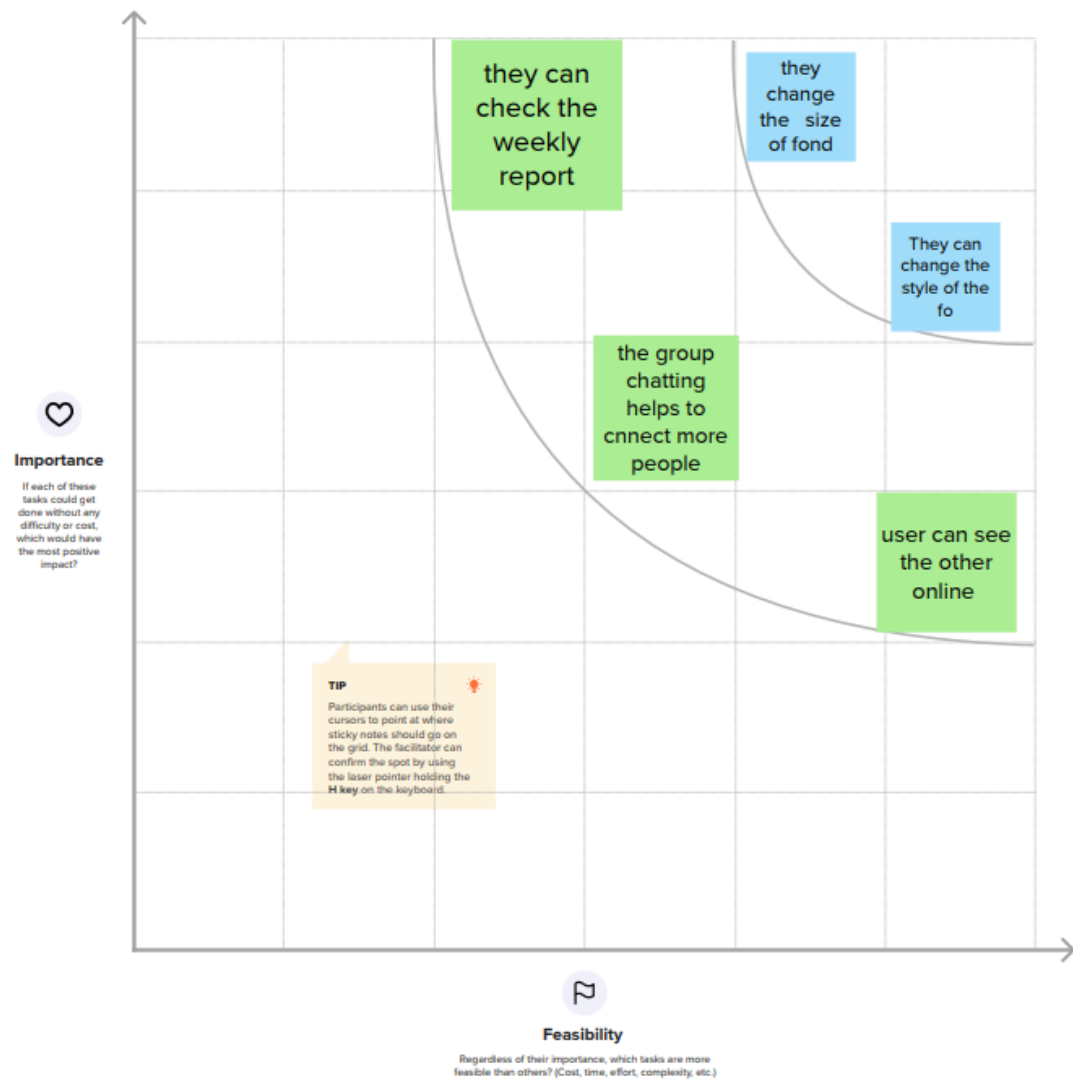 they can
check the
weekly
report
they
change
the size
of fond
They can
change the
style of the
fo
the group
chatting
helps to
cnnect more
people
user can see
the other
online
Importance
If each of these
tasks could get
done without any
difficulty or cost,
which would have
the most positive
impact?
TIP
Participants can use their
cursors to point at where
sticky notes should go on
the grid. The facilitator can
confirm the spot by using
the laser pointer holding the
H key on the keyboard.
Feasibility
Regardless of their importance, which tasks are more
feasible than others? (Cost, time, effort, complexity, etc.)